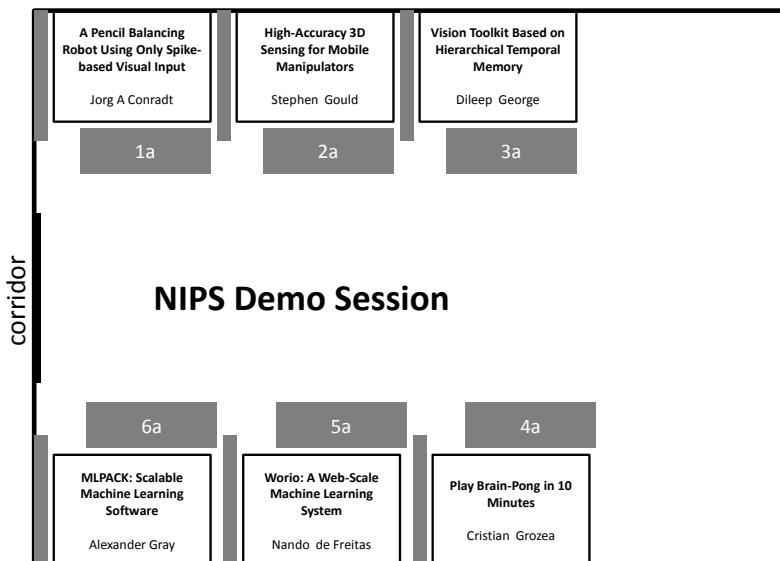 A Pencil Balancing
Robot Using Only Spike-
based Visual Input
Jorg A Conradt
High-Accuracy 3D
Sensing for Mobile
Manipulators
Stephen Gould
Vision Toolkit Based on
Hierarchical Temporal
Memory
Dileep George
1a
2a
3a
corridor
NIPS Demo Session
6a
5a
4a
MLPACK: Scalable
Machine Learning
Software
Alexander Gray
Worio: A Web-Scale
Machine Learning
System
Nando de Freitas
Play Brain-Pong in 10
Minutes
Cristian Grozea